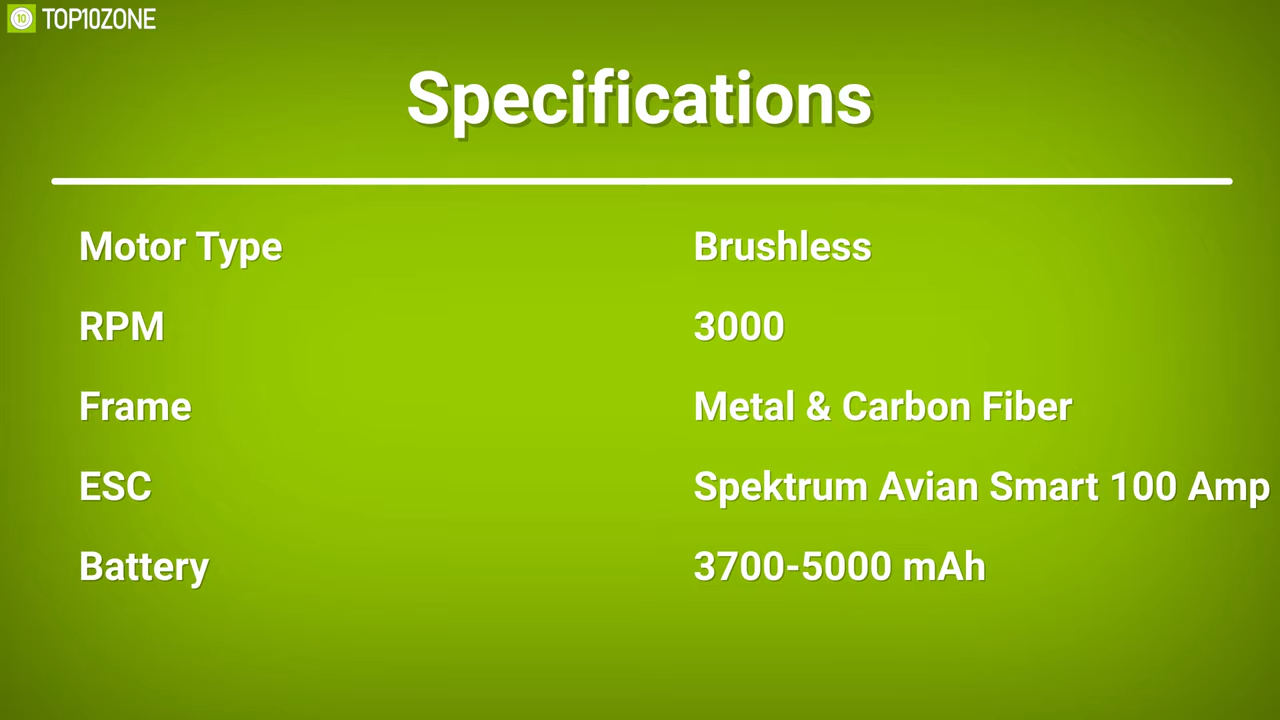 TOP10ZONE
Specifications
Motor Type Brushless
RPM 3000
Frame Metal & Carbon Fiber
ESC Spektrum Avian Smart 100 Amp
Battery 3700-5000 mAh